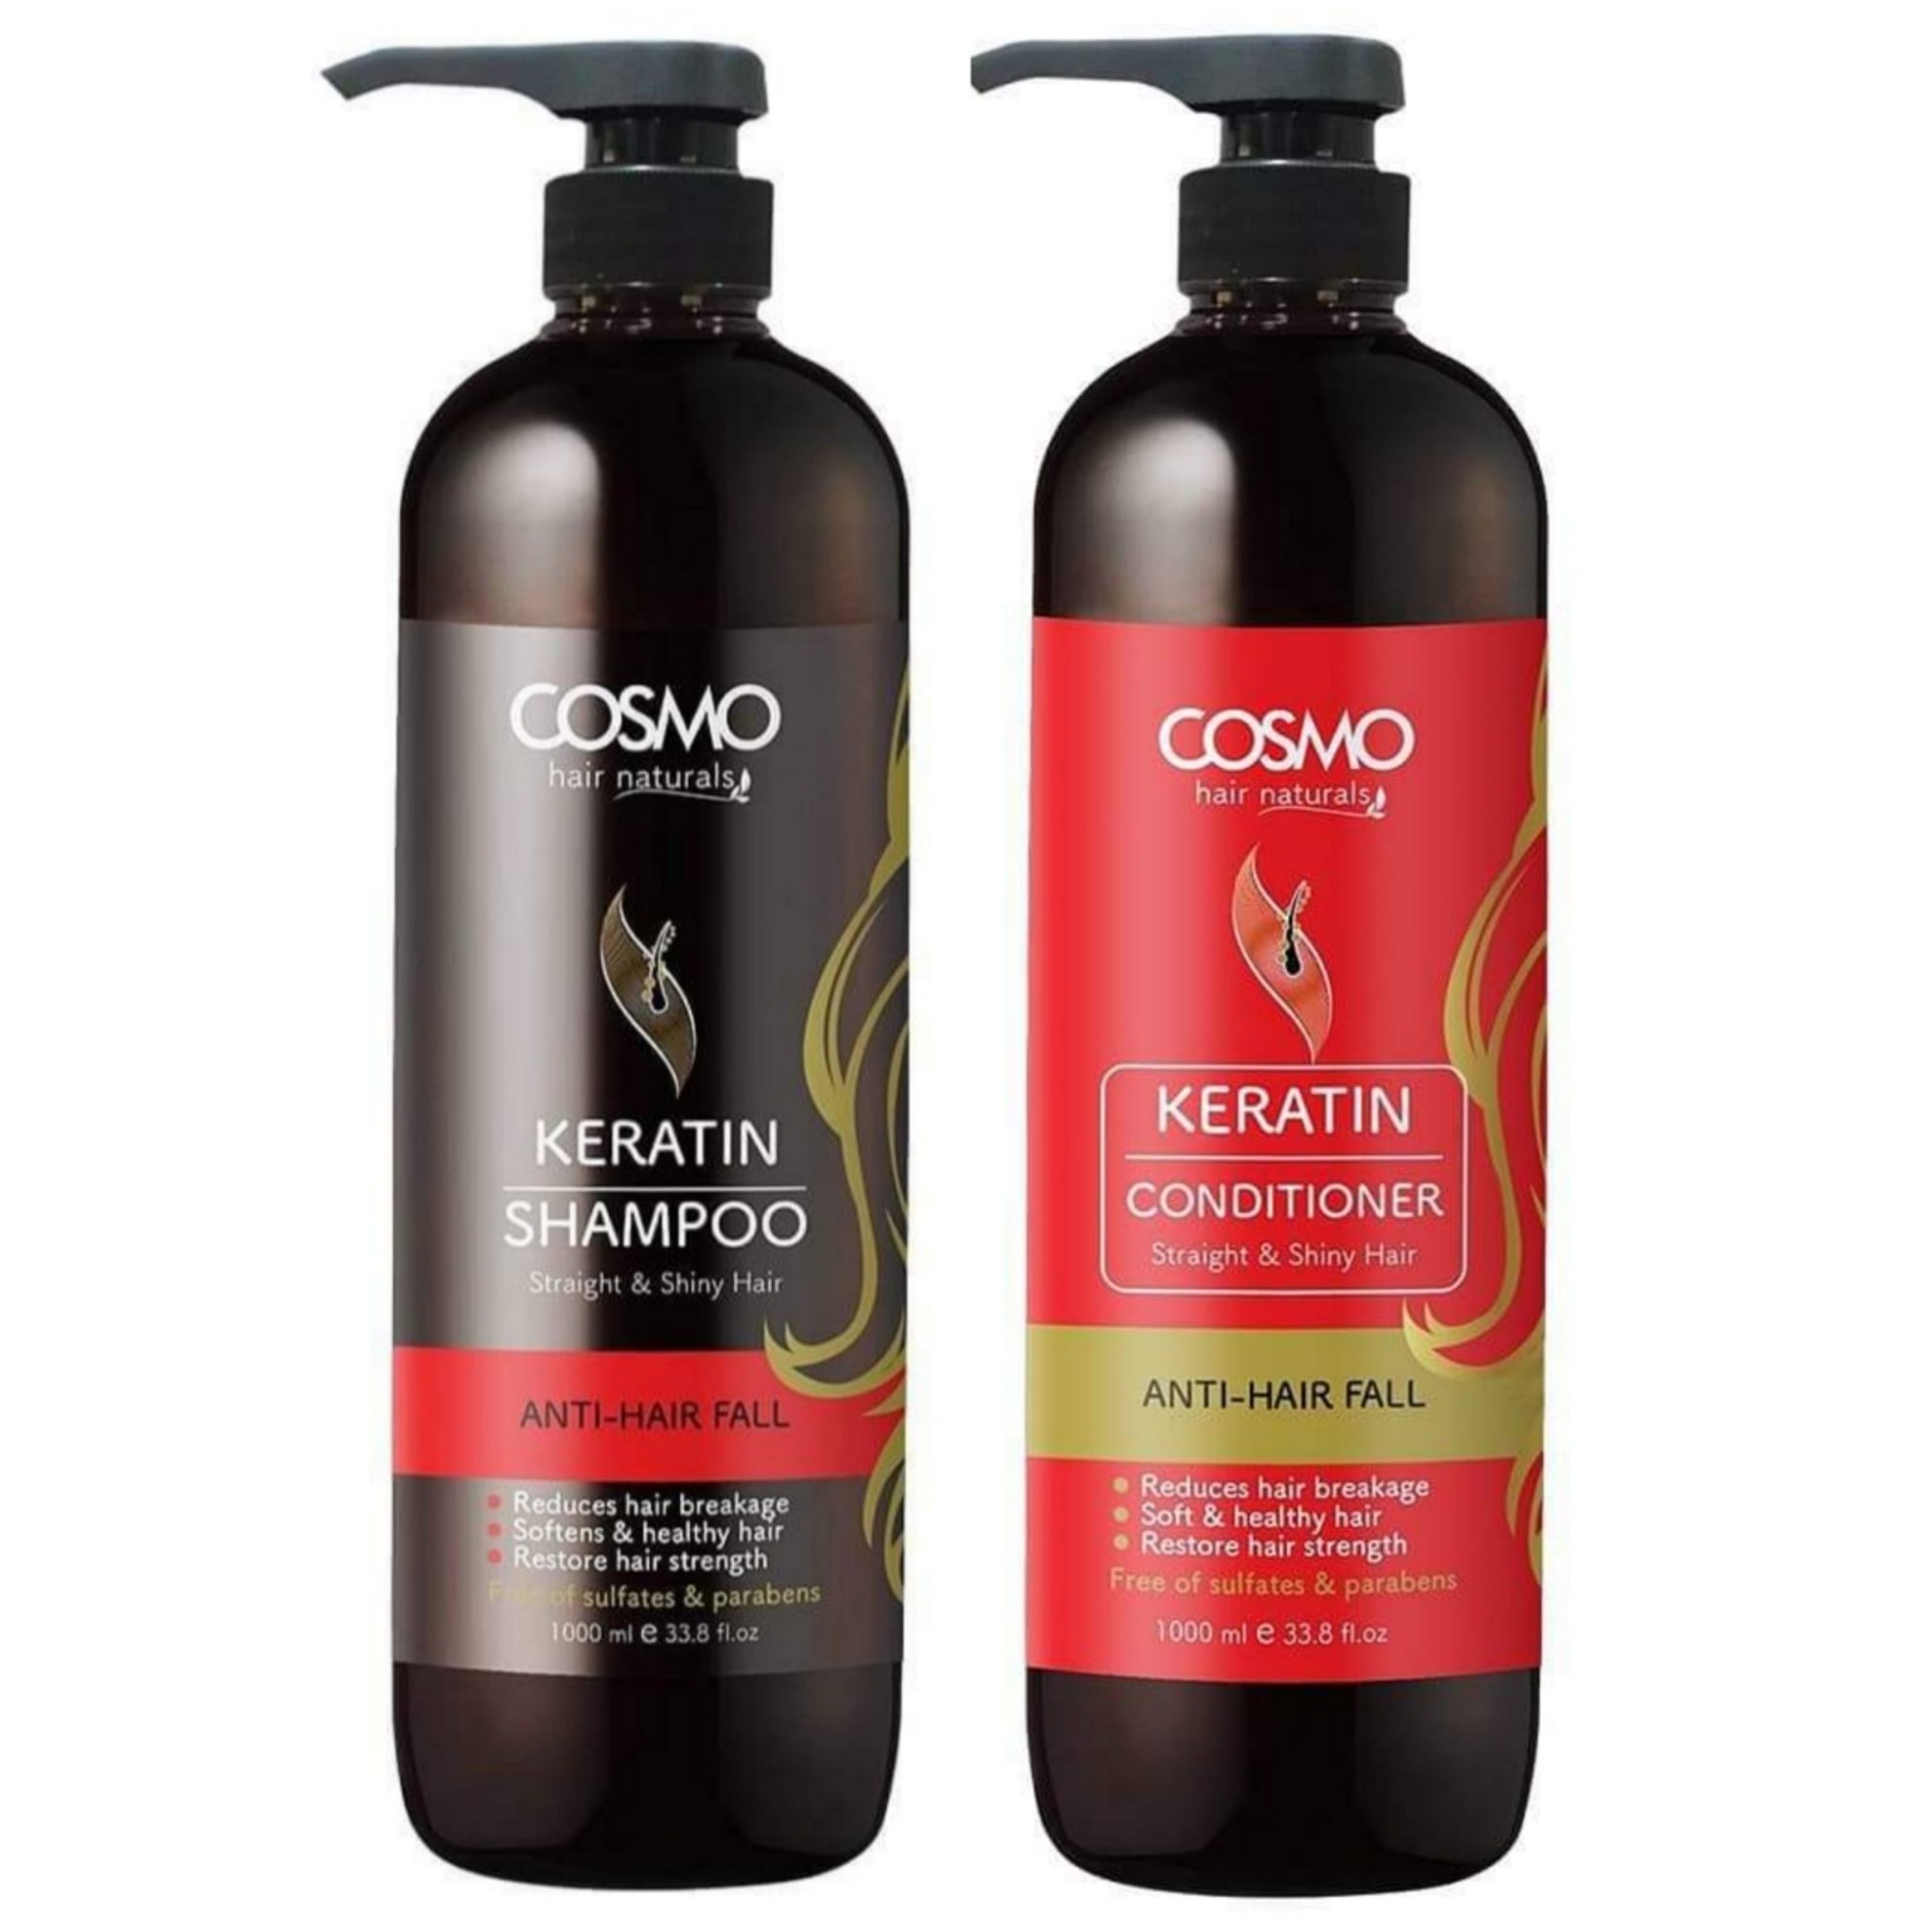 COSMO
hair naturals
KERATIN
SHAMPOO
Straight & Shiny Hair
ANTI-HAIR FALL
Reduces hair breakage
Softens & healthy hair
Restore hair strength
Free of sulfates & parabens
1000 ml e 33.8 fl.oz
COSMO
hair naturals
KERATIN
CONDITIONER
Straight & Shiny Hair
ANTI-HAIR FALL
Reduces hair breakage
Soft & healthy hair
Restore hair strength
Free of sulfates & parabens
1000 ml e 33.8 fl.oz